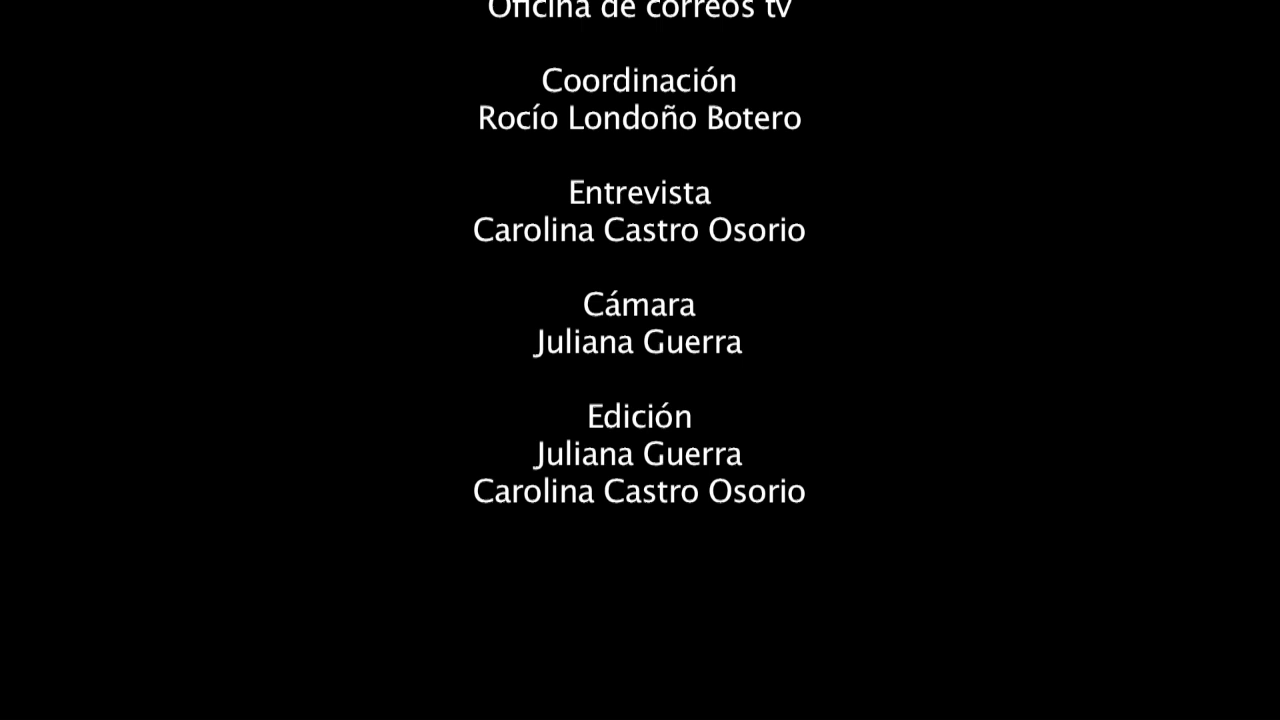 Oficina de correos tv
Coordinación
Rocío Londoño Botero
Entrevista
Carolina Castro Osorio
Cámara
Juliana Guerra
Edición
Juliana Guerra
Carolina Castro Osorio